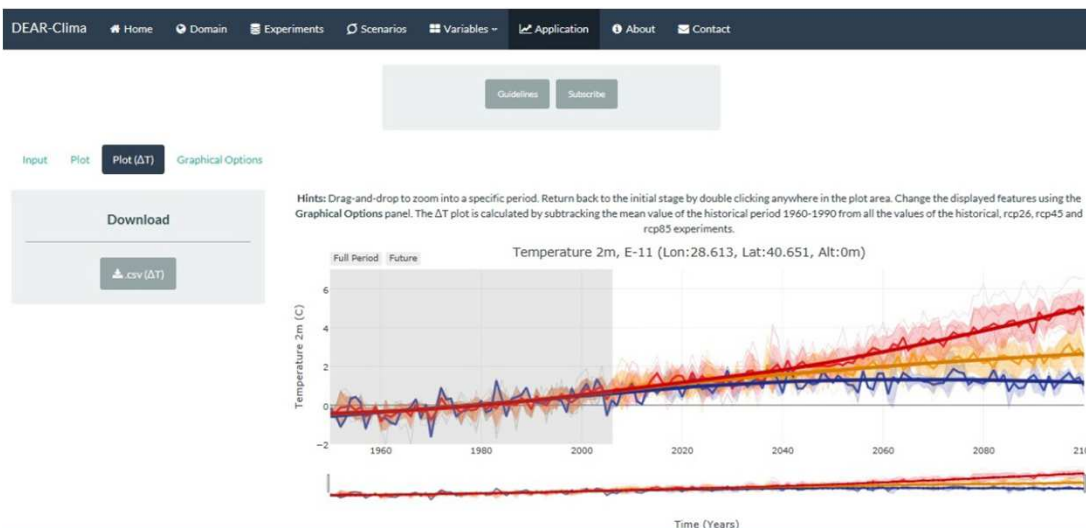 DEAR-Clima Home Domain Experiments Scenarios Variables Application About Contact
Guidelines Subscribe
Input Plot Plot (ΔT) Graphical Options
Download
.csv (ΔT)
Hints: Drag-and-drop to zoom into a specific period. Return back to the initial stage by double clicking anywhere in the plot area. Change the displayed features using the
Graphical Options panel. The ΔT plot is calculated by subtracting the mean value of the historical period 1960-1990 from all the values of the historical, rcp26, rcp45 and
rcp85 experiments.
Temperature 2m, E-11 (Lon:28.613, Lat:40.651, Alt:0m)
Full Period Future
Temperature 2m (C)
6
4
2
0
−2
1960 1980 2000 2020 2040 2060 2080 210
Time (Years)